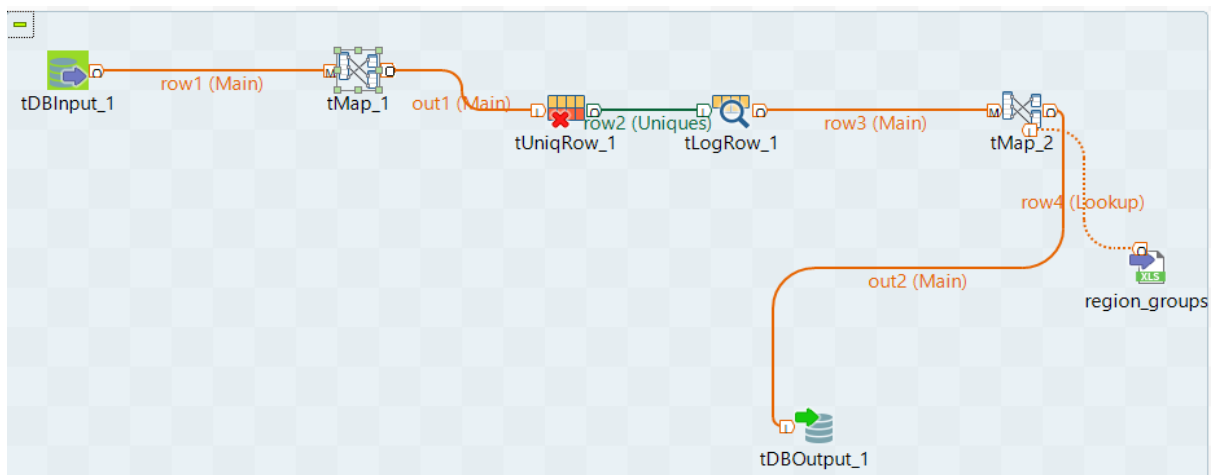 row1 (Main)
tDBInput_1
tMap_1
out1 (Main)
row2 (Uniques)
tUniqRow_1
tLogRow_1
row3 (Main)
tMap_2
row4 (Lookup)
XLS
region_groups
out2 (Main)
tDBOutput_1